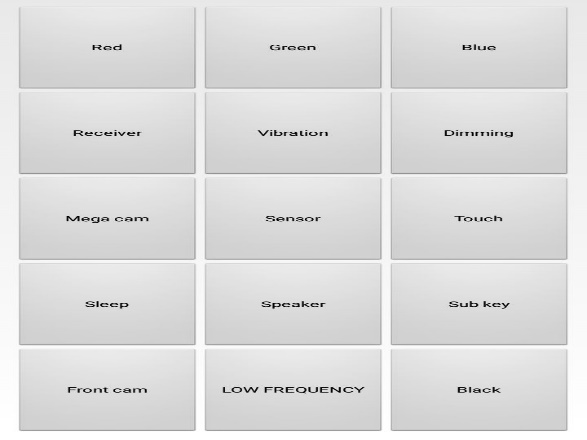 Red
Green
Blue
Receiver
Vibration
Dimming
Mega cam
Sensor
Touch
Sleep
Speaker
Sub key
Front cam
LOW FREQUENCY
Black